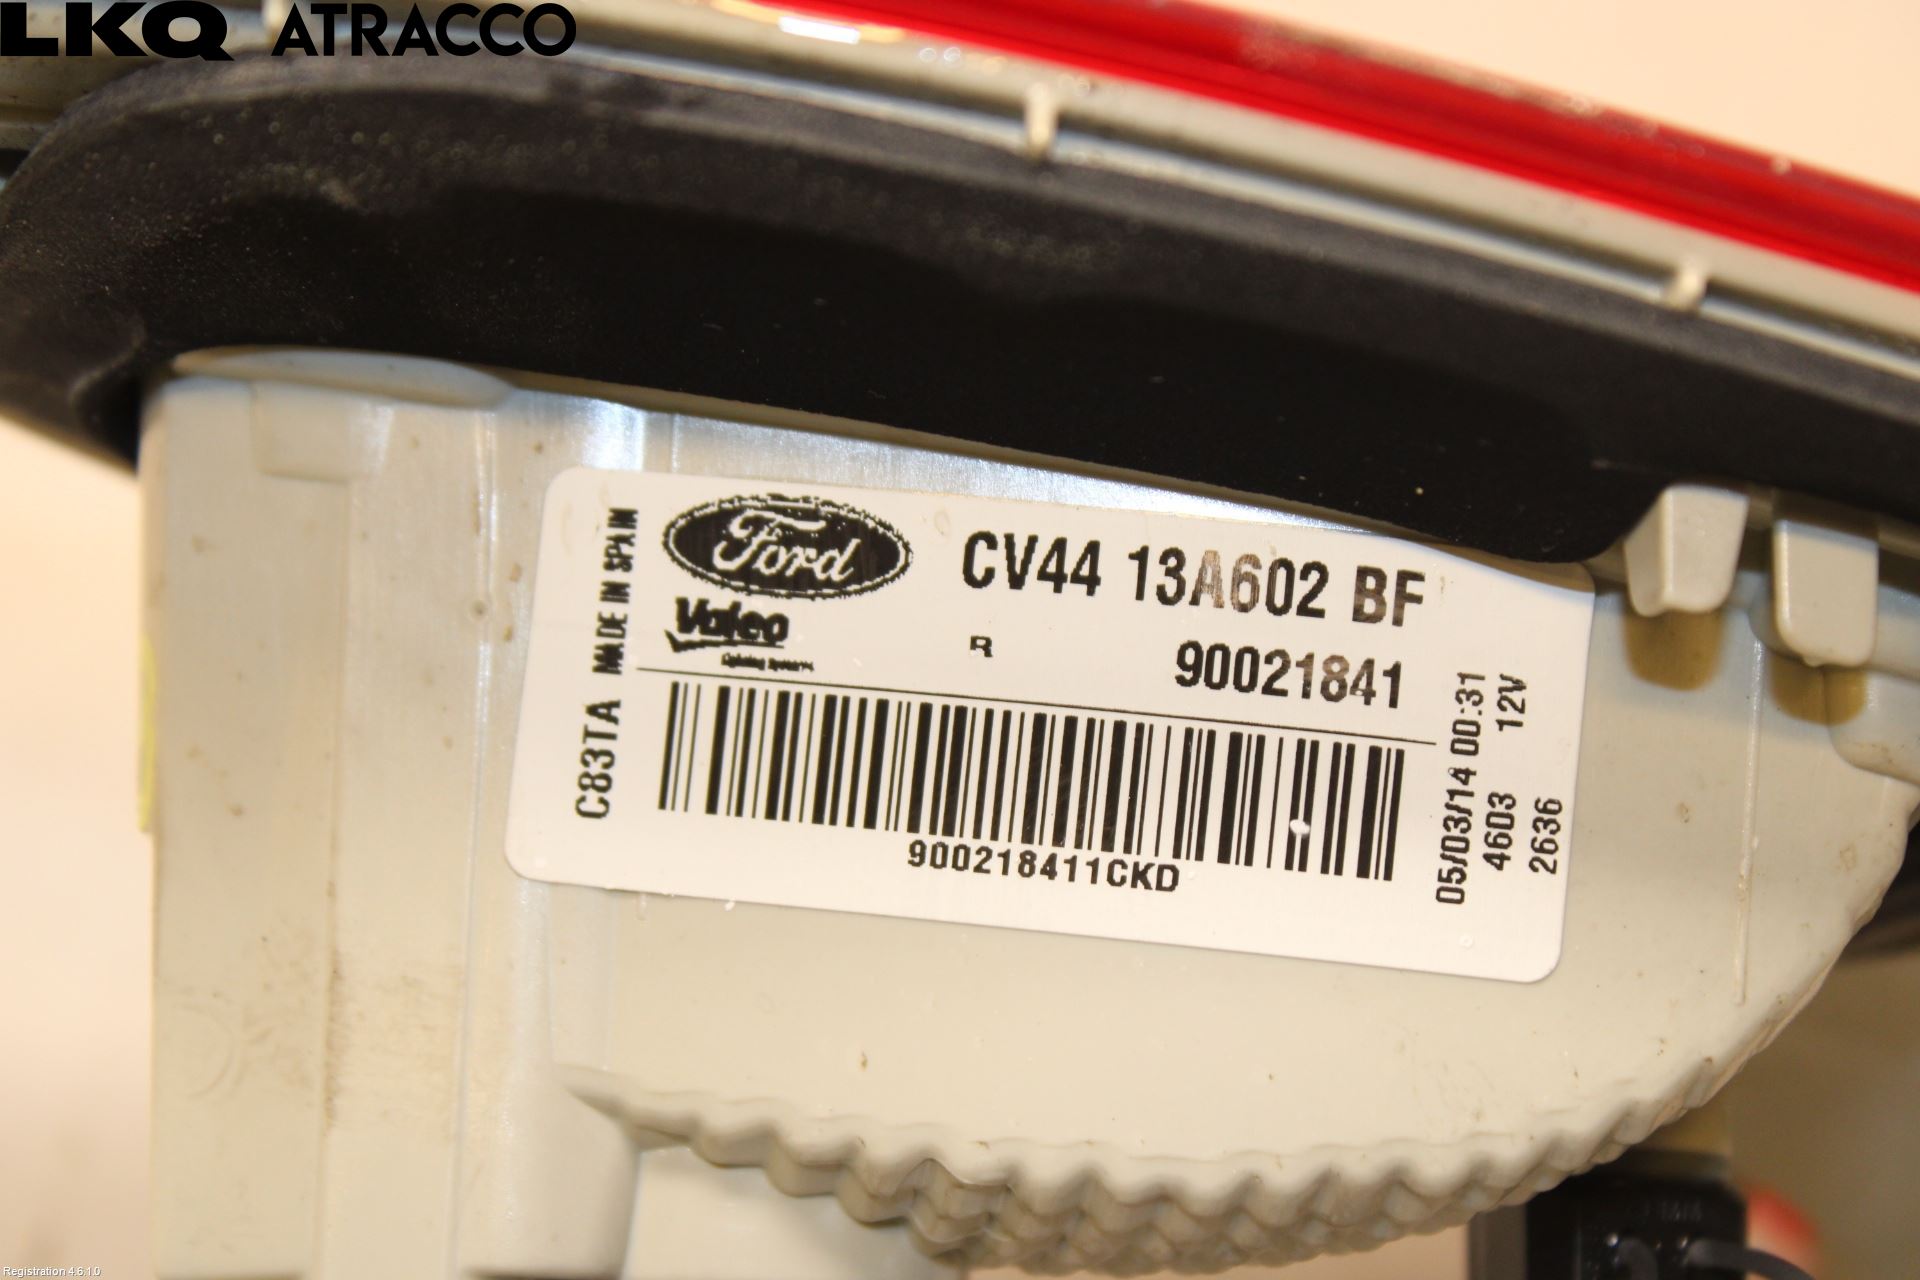 LKQ ATRACCO
Ford
CV44 13A602 BF
Valeo
R
90021841
MADE IN SPAIN
C83TA
900218411CKD
05/03/14 00:31
4603 12V
2636
Registration 4.6.1.0